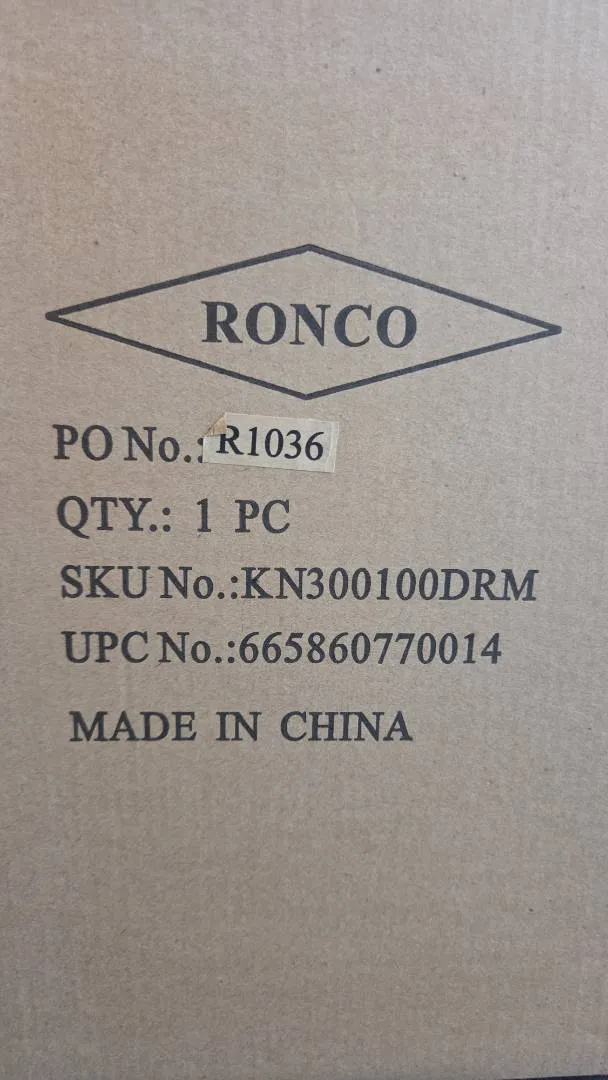 RONCO
PO No.: R1036
QTY.: 1 PC
SKU No.:KN300100DRM
UPC No.:665860770014
MADE IN CHINA